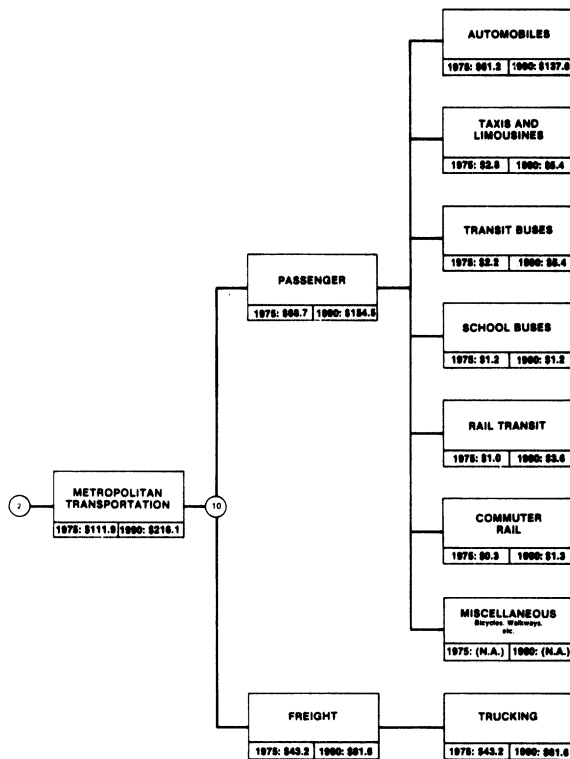 AUTOMOBILES
1975: $61.2 1990: $137.6
TAXIS AND
LIMOUSINES
1975: $2.8 1990: $5.4
TRANSIT BUSES
1975: $2.2 1990: $5.4
PASSENGER
1975: $68.7 1990: $154.5
SCHOOL BUSES
1975: $1.2 1990: $1.2
RAIL TRANSIT
1975: $1.0 1990: $3.6
2
METROPOLITAN
TRANSPORTATION
1975: $111.9 1990: $216.1
10
COMMUTER
RAIL
1975: $0.3 1990: $1.3
MISCELLANEOUS
Bicycles, Walkways,
etc.
1975: (N.A.) 1990: (N.A.)
FREIGHT
1975: $43.2 1990: $61.6
TRUCKING
1975: $43.2 1990: $61.6